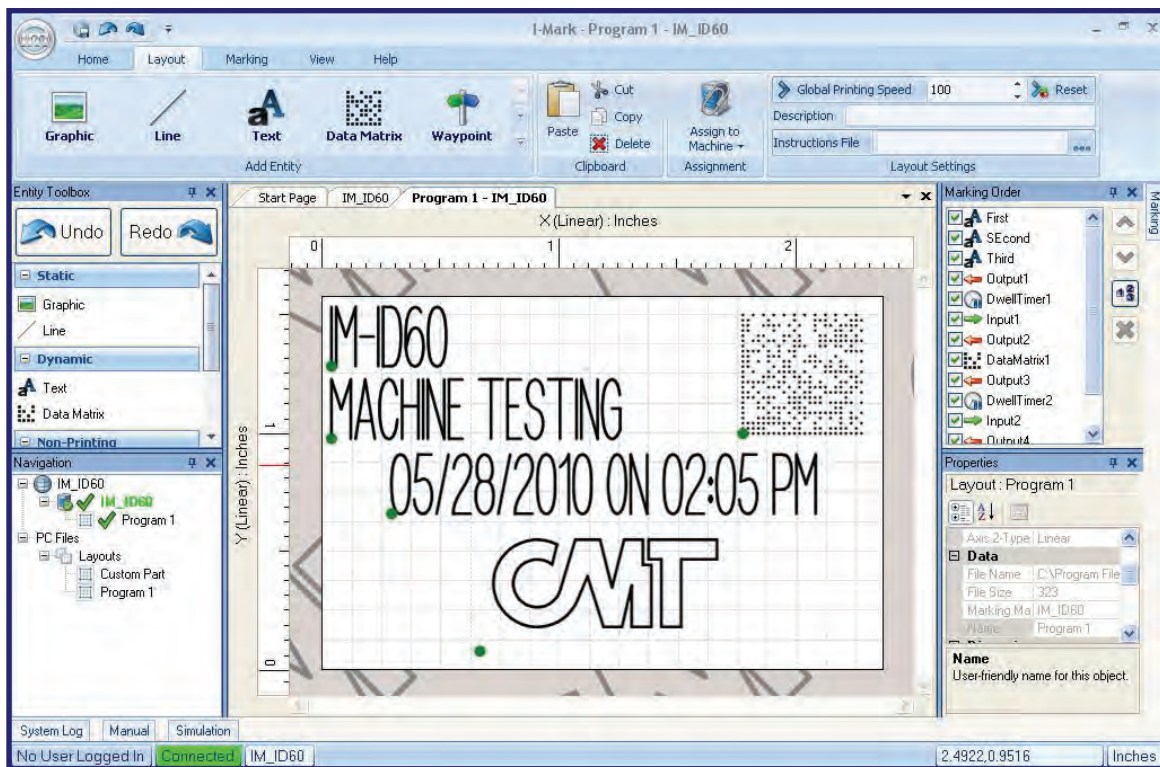 I-Mark - Program 1 - IM_ID60
Home Layout Marking View Help
Graphic Line Text Data Matrix Waypoint
Add Entity
Paste
Cut
Copy
Delete
Clipboard
Assign to
Machine
Assignment
Global Printing Speed 100 Reset
Description
Instructions File
Layout Settings
Entity Toolbox
Undo Redo
Static
Graphic
Line
Dynamic
Text
Data Matrix
Non-Printing
Navigation
IM_ID60
IM_ID60
Program 1
PC Files
Layouts
Custom Part
Program 1
Start Page IM_ID60 Program 1 - IM_ID60
X (Linear) : Inches
0 1 2
Y (Linear) : Inches
1
0
IM-ID60
MACHINE TESTING
05/28/2010 ON 02:05 PM
CMT
Marking Order
First
SEcond
Third
Output1
DwellTimer1
Input1
Output2
DataMatrix1
Output3
DwellTimer2
Input2
Output4
Marking
Properties
Layout : Program 1
Axis 2-Type Linear
Data
File Name C:\Program File
File Size 323
Marking Ma IM_ID60
Name Program 1
Name
User-friendly name for this object.
System Log Manual Simulation
No User Logged In Connected IM_ID60 2.4922,0.9516 Inches